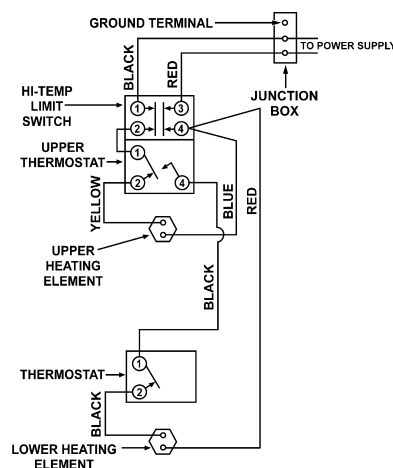 GROUND TERMINAL
TO POWER SUPPLY
BLACK
RED
HI-TEMP
LIMIT
SWITCH
JUNCTION
BOX
1
3
2
4
UPPER
THERMOSTAT
1
2
4
YELLOW
BLUE
RED
UPPER
HEATING
ELEMENT
BLACK
THERMOSTAT
1
2
BLACK
LOWER HEATING
ELEMENT